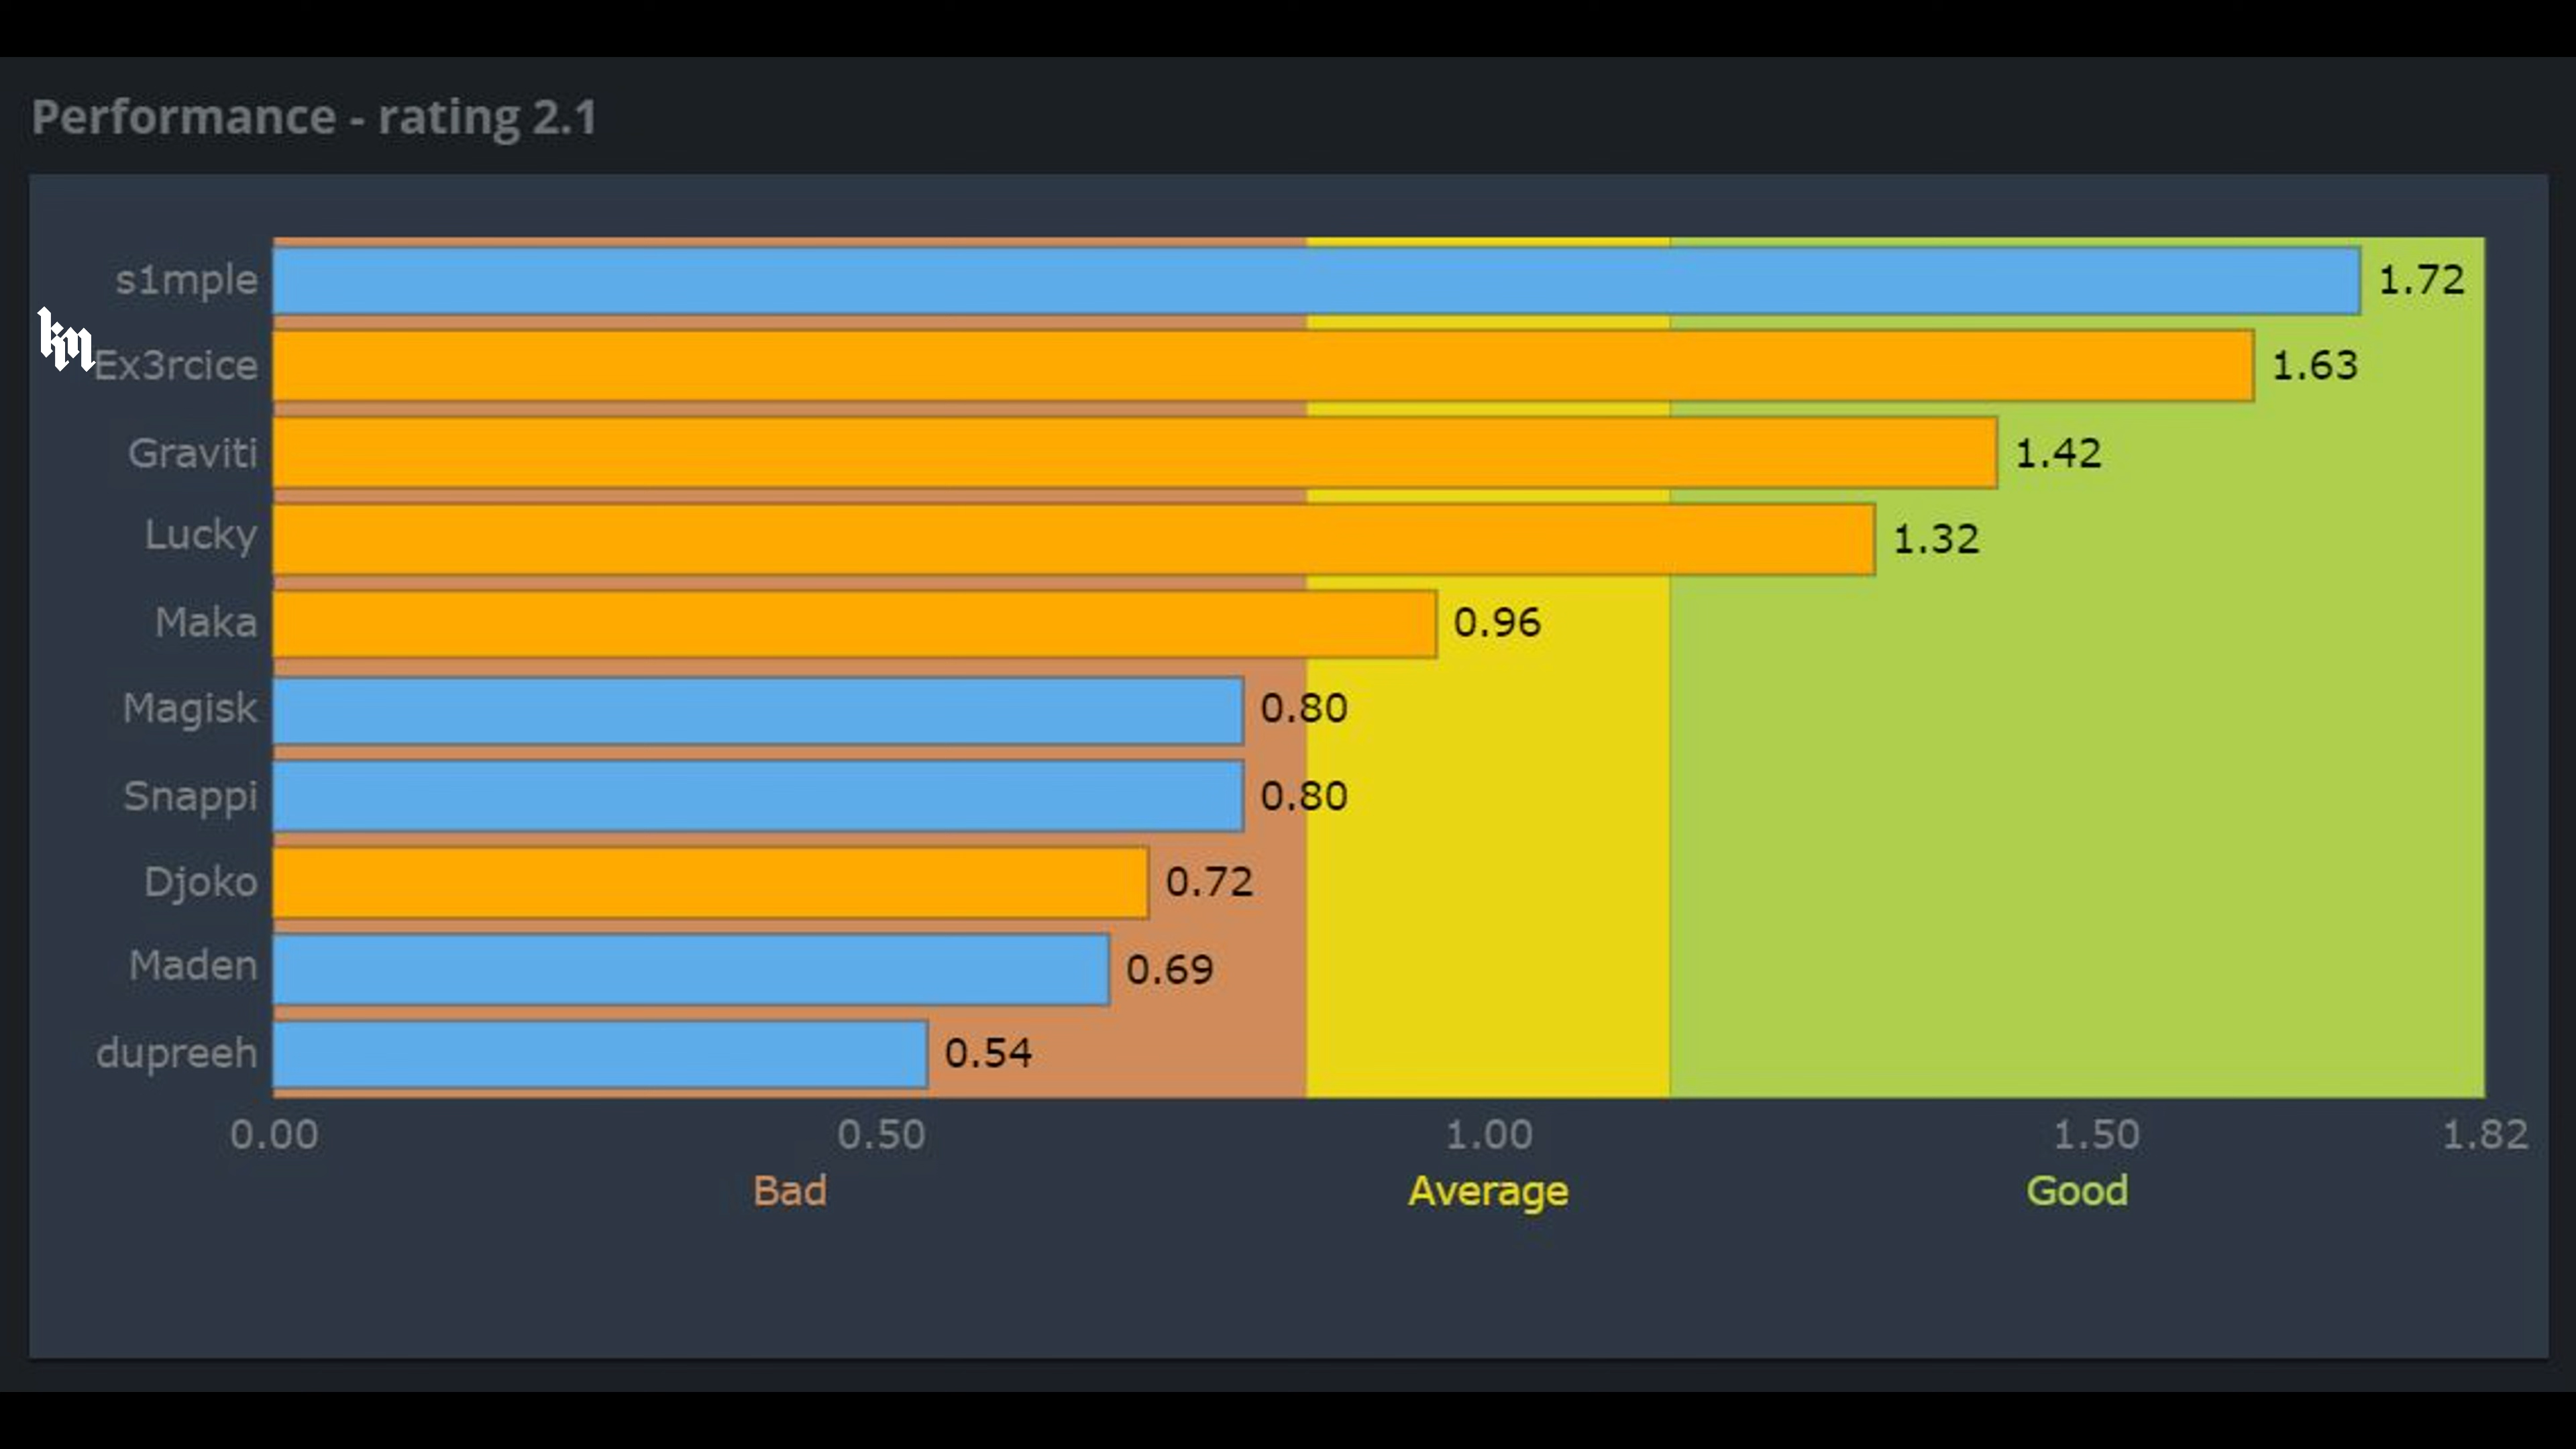 Performance - rating 2.1
s1mple 1.72
km
Ex3rcice 1.63
Graviti 1.42
Lucky 1.32
Maka 0.96
Magisk 0.80
Snappi 0.80
Djoko 0.72
Maden 0.69
dupreeh 0.54
0.00 0.50 1.00 1.50 1.82
Bad Average Good